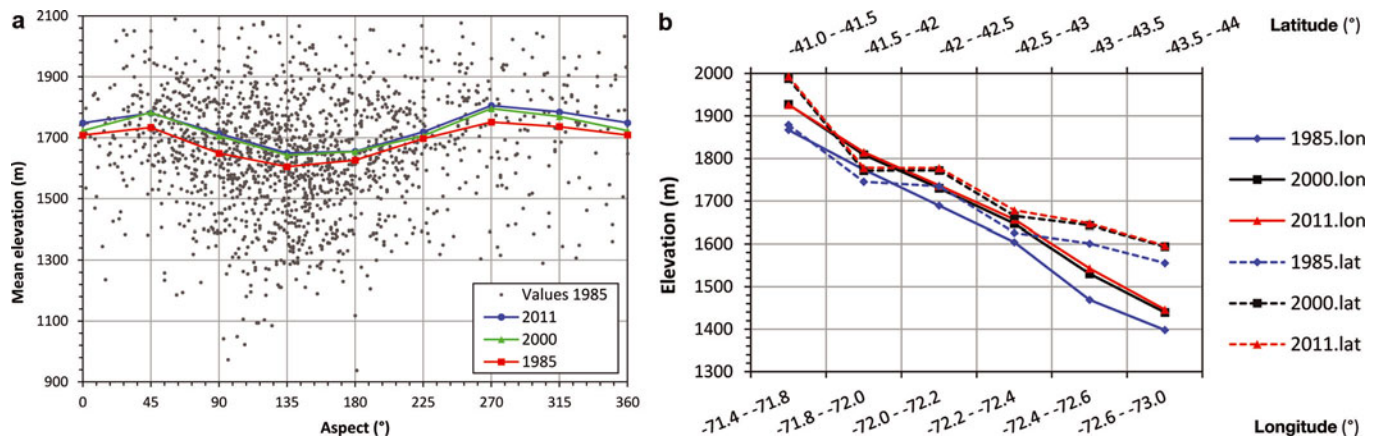 a
2100
1900
1700
1500
1300
1100
900
Mean elevation (m)
0 45 90 135 180 225 270 315 360
Aspect (°)
Values 1985
2011
2000
1985
b
-41.0 - -41.5
-41.5 - -42
-42 - -42.5
-42.5 - -43
-43 - -43.5
-43.5 - -44
Latitude (°)
2000
1900
1800
1700
1600
1500
1400
1300
Elevation (m)
-71.4 - -71.8
-71.8 - -72.0
-72.0 - -72.2
-72.2 - -72.4
-72.4 - -72.6
-72.6 - -73.0
Longitude (°)
1985.lon
2000.lon
2011.lon
1985.lat
2000.lat
2011.lat